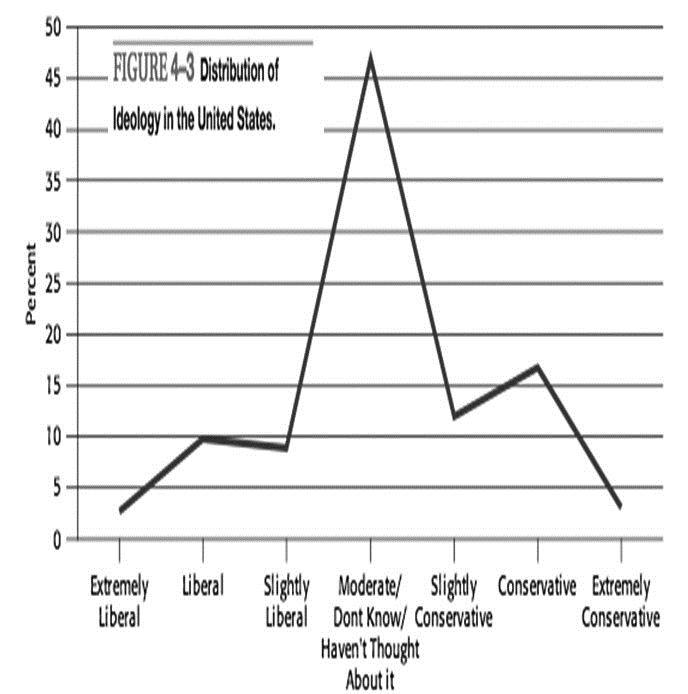 50
FIGURE 4–3 Distribution of
Ideology in the United States.
45
40
35
30
25
20
15
10
5
0
Percent
Extremely
Liberal
Liberal
Slightly
Liberal
Moderate/
Dont Know/
Haven't Thought
About it
Slightly
Conservative
Conservative
Extremely
Conservative